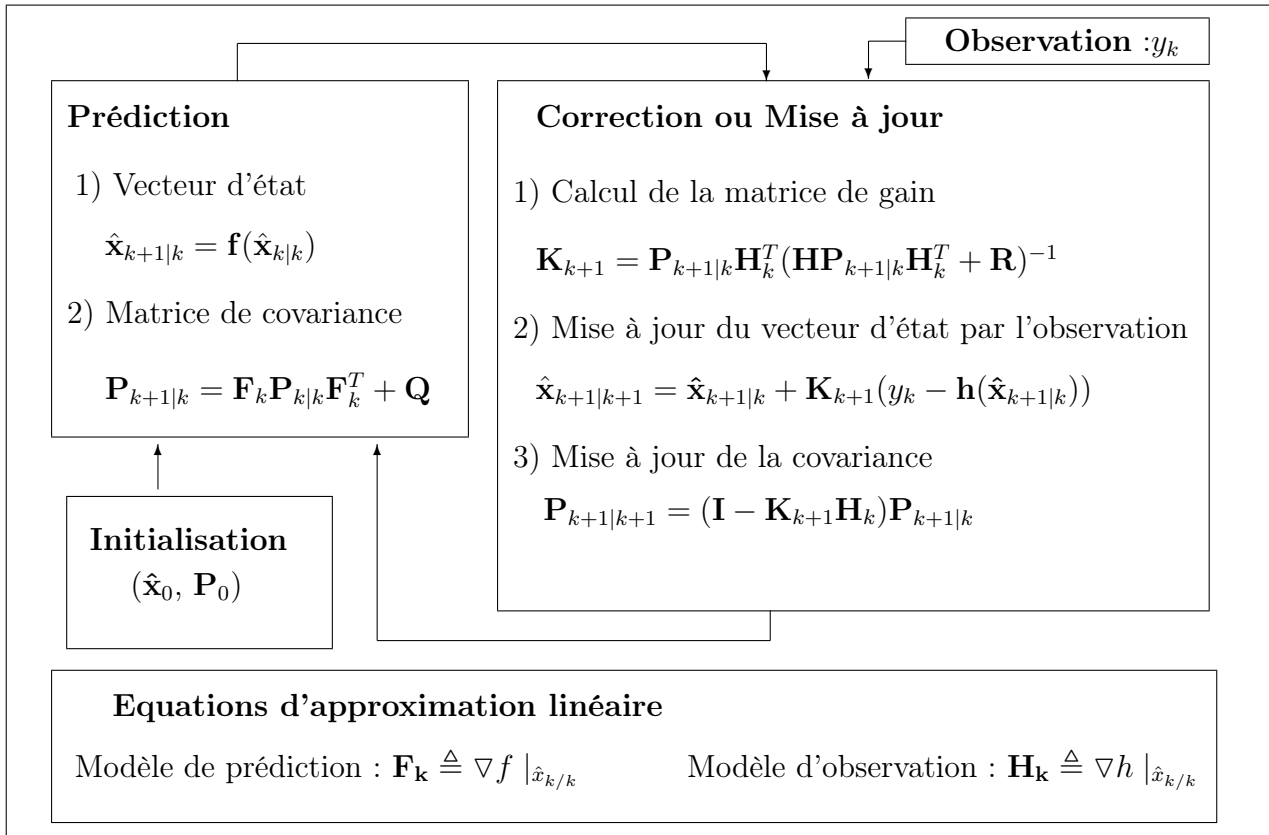 Observation :y_k
Prédiction
1) Vecteur d'état
x̂_{k+1|k} = f(x̂_{k|k})
2) Matrice de covariance
P_{k+1|k} = F_k P_{k|k} F_k^T + Q
Initialisation
(x̂_0, P_0)
Correction ou Mise à jour
1) Calcul de la matrice de gain
K_{k+1} = P_{k+1|k} H_k^T (HP_{k+1|k} H_k^T + R)^{-1}
2) Mise à jour du vecteur d'état par l'observation
x̂_{k+1|k+1} = x̂_{k+1|k} + K_{k+1}(y_k − h(x̂_{k+1|k}))
3) Mise à jour de la covariance
P_{k+1|k+1} = (I − K_{k+1} H_k)P_{k+1|k}
Equations d'approximation linéaire
Modèle de prédiction : F_k ≜ ▽f |_{x̂_{k/k}}
Modèle d'observation : H_k ≜ ▽h |_{x̂_{k/k}}